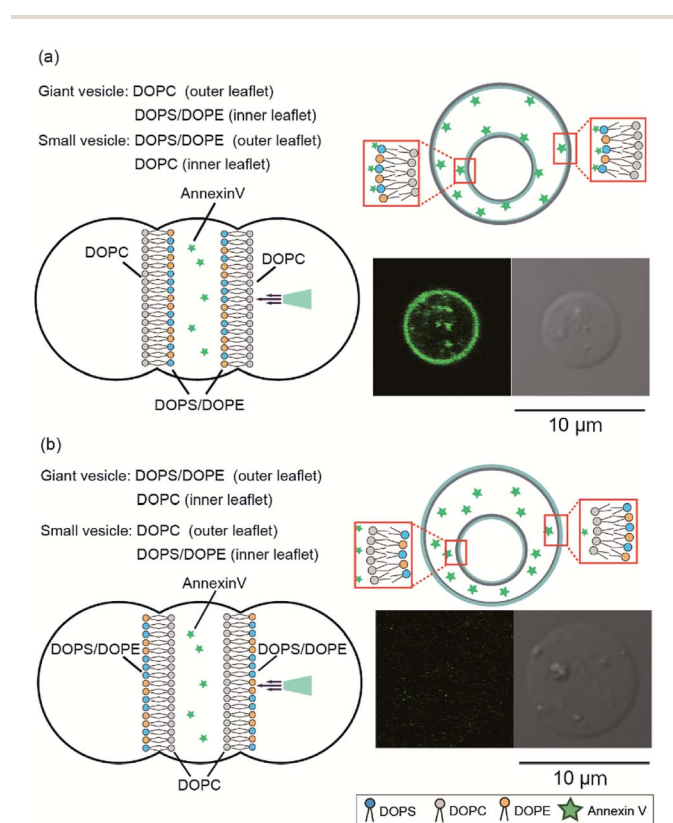 (a)
Giant vesicle: DOPC (outer leaflet)
DOPS/DOPE (inner leaflet)
Small vesicle: DOPS/DOPE (outer leaflet)
DOPC (inner leaflet)
AnnexinV
DOPC
DOPC
DOPS/DOPE
10 μm
(b)
Giant vesicle: DOPS/DOPE (outer leaflet)
DOPC (inner leaflet)
Small vesicle: DOPC (outer leaflet)
DOPS/DOPE (inner leaflet)
AnnexinV
DOPS/DOPE
DOPS/DOPE
DOPC
10 μm
DOPS DOPC DOPE Annexin V